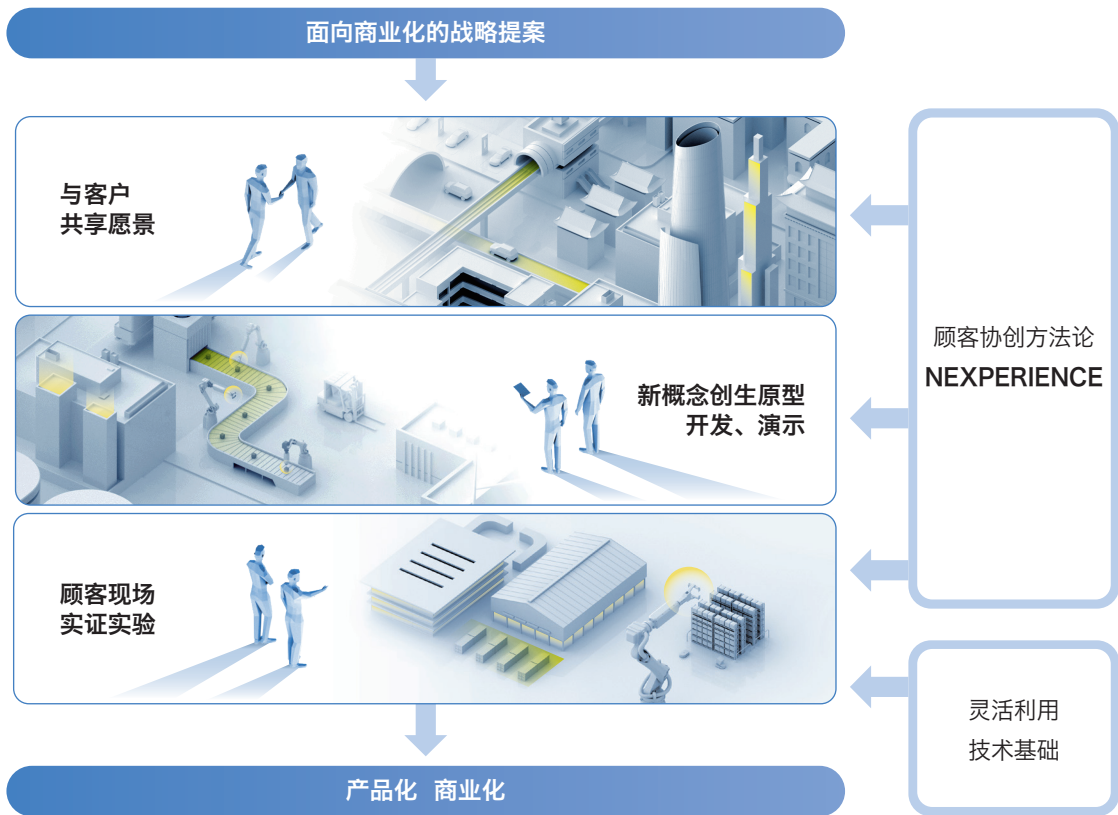 面向商业化的战略提案
与客户
共享愿景
新概念创生原型
开发、演示
顾客现场
实证实验
产品化 商业化
顾客协创方法论
NEXPERIENCE
灵活利用
技术基础